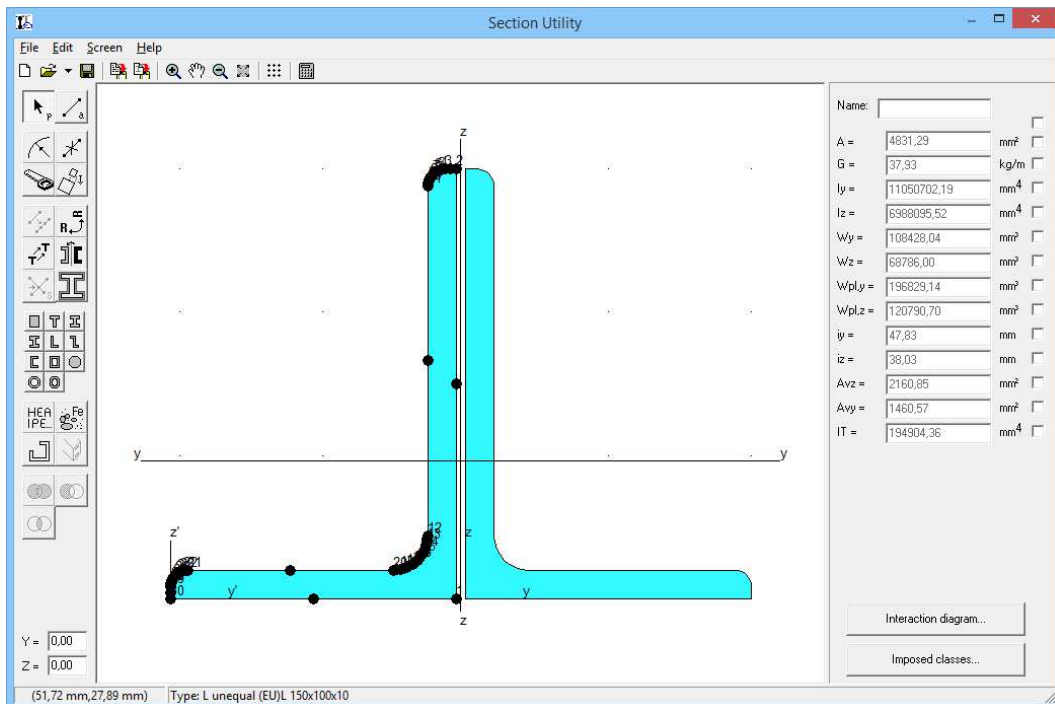 Section Utility
File Edit Screen Help
Name:
A = 4831,29 mm²
G = 37,93 kg/m
Iy = 11050702,19 mm4
Iz = 6988095,52 mm4
Wy = 108428,04 mm³
Wz = 68786,00 mm³
Wpl,y = 196829,14 mm³
Wpl,z = 120790,70 mm³
iy = 47,83 mm
iz = 38,03 mm
Avz = 2160,85 mm²
Avy = 1460,57 mm²
IT = 194904,36 mm4
z
y y
z' z
y' y
z
HEA
IPE...
Fe
Interaction diagram...
Imposed classes...
Y = 0,00
Z = 0,00
(51,72 mm,27,89 mm) Type: L unequal (EU)L 150x100x10